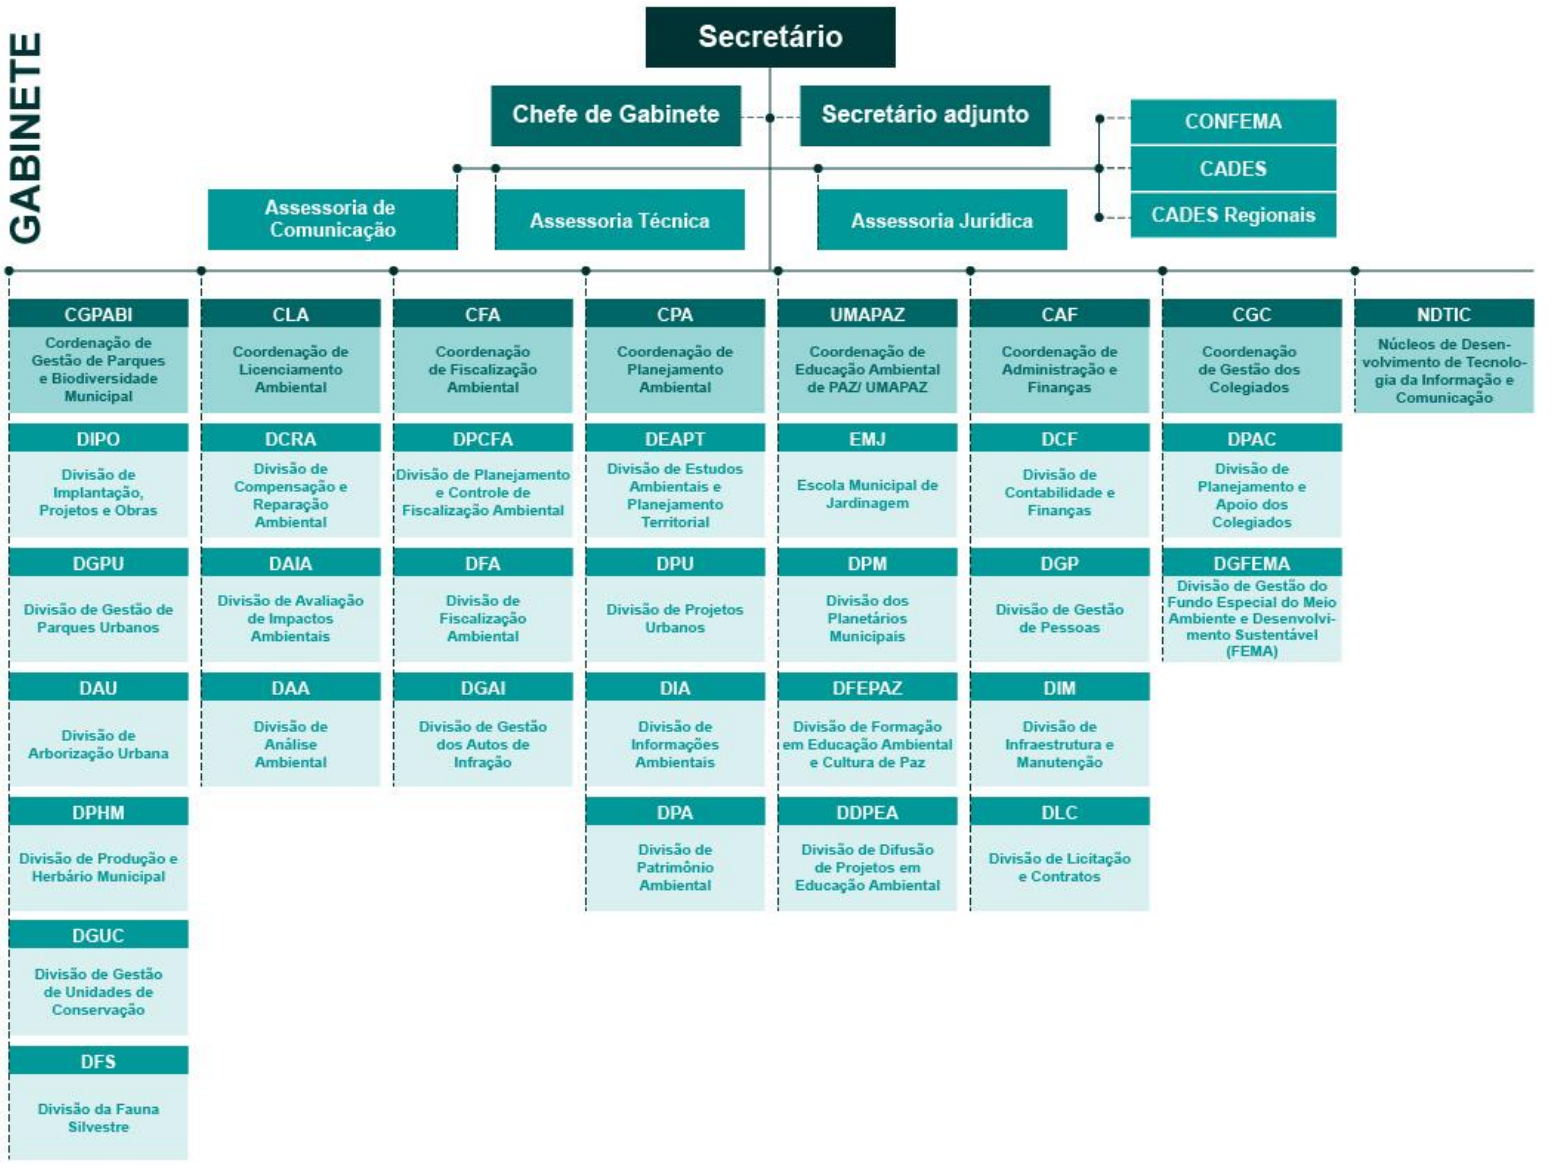 GABINETE
Secretário
Chefe de Gabinete
Secretário adjunto
CONFEMA
CADES
CADES Regionais
Assessoria de
Comunicação
Assessoria Técnica
Assessoria Jurídica
CGPABI
Cordenação de
Gestão de Parques
e Biodiversidade
Municipal
DIPO
Divisão de
Implantação,
Projetos e Obras
DGPU
Divisão de Gestão de
Parques Urbanos
DAU
Divisão de
Arborização Urbana
DPHM
Divisão de Produção e
Herbário Municipal
DGUC
Divisão de Gestão
de Unidades de
Conservação
DFS
Divisão da Fauna
Silvestre
CLA
Coordenação de
Licenciamento
Ambiental
DCRA
Divisão de
Compensação e
Reparação
Ambiental
DAIA
Divisão de Avaliação
de Impactos
Ambientais
DAA
Divisão de
Análise
Ambiental
CFA
Coordenação
de Fiscalização
Ambiental
DPCFA
Divisão de Planejamento
e Controle de
Fiscalização Ambiental
DFA
Divisão de
Fiscalização
Ambiental
DGAI
Divisão de Gestão
dos Autos de
Infração
CPA
Coordenação de
Planejamento
Ambiental
DEAPT
Divisão de Estudos
Ambientais e
Planejamento
Territorial
DPU
Divisão de Projetos
Urbanos
DIA
Divisão de
Informações
Ambientais
DPA
Divisão de
Patrimônio
Ambiental
UMAPAZ
Coordenação de
Educação Ambiental
de PAZ/ UMAPAZ
EMJ
Escola Municipal de
Jardinagem
DPM
Divisão dos
Planetários
Municipais
DFEPAZ
Divisão de Formação
em Educação Ambiental
e Cultura de Paz
DDPEA
Divisão de Difusão
de Projetos em
Educação Ambiental
CAF
Coordenação de
Administração e
Finanças
DCF
Divisão de
Contabilidade e
Finanças
DGP
Divisão de Gestão
de Pessoas
DIM
Divisão de
Infraestrutura e
Manutenção
DLC
Divisão de Licitação
e Contratos
CGC
Coordenação
de Gestão dos
Colegiados
DPAC
Divisão de
Planejamento e
Apoio dos
Colegiados
DGFEMA
Divisão de Gestão do
Fundo Especial do Meio
Ambiente e Desenvolvi-
mento Sustentável
(FEMA)
NDTIC
Núcleos de Desen-
volvimento de Tecnolo-
gia da Informação e
Comunicação